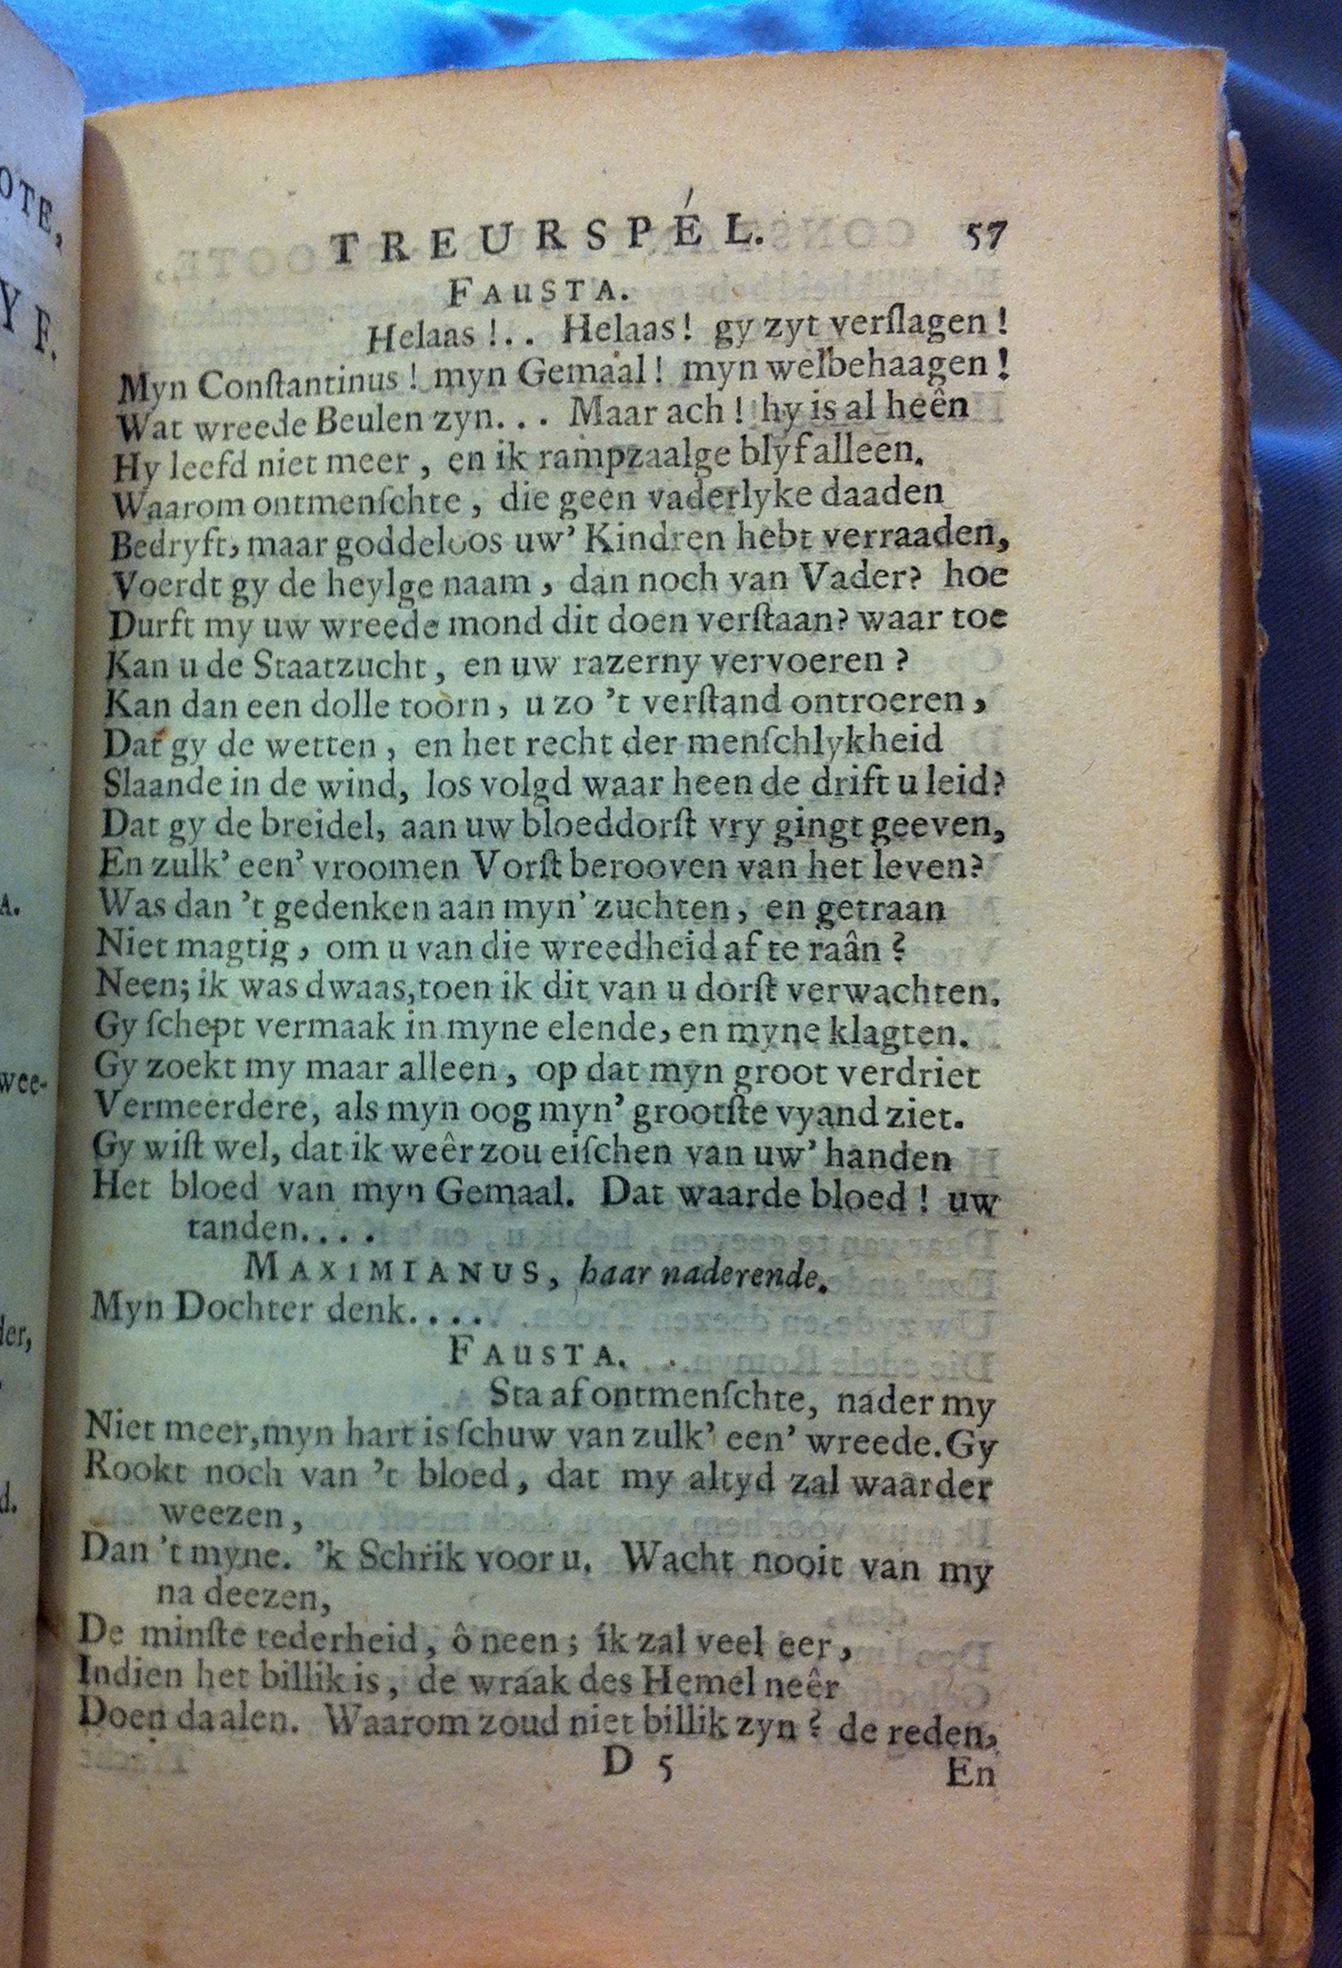 TREURSPÉL. 57
FAUSTA.
Helaas!.. Helaas! gy zyt verſlagen!
Myn Conſtantinus! myn Gemaal! myn welbehaagen!
Wat wreede Beulen zyn... Maar ach! hy is al heên
Hy leefd niet meer, en ik rampzaalge blyf alleen.
Waarom ontmenſchte, die geen vaderlyke daaden
Bedryft, maar goddeloos uw' Kindren hebt verraaden,
Voerdt gy de heylge naam, dan noch van Vader? hoe
Durft my uw wreede mond dit doen verſtaan? waar toe
Kan u de Staatzucht, en uw razerny vervoeren?
Kan dan een dolle toorn, u zo 't verſtand ontroeren,
Dat gy de wetten, en het recht der menſchlykheid
Slaande in de wind, los volgd waar heen de drift u leid?
Dat gy de breidel, aan uw bloeddorſt vry gingt geeven,
En zulk' een' vroomen Vorſt berooven van het leven?
Was dan 't gedenken aan myn' zuchten, en getraan
Niet magtig, om u van die wreedheid af te raân?
Neen; ik was dwaas, toen ik dit van u dorſt verwachten.
Gy ſchept vermaak in myne elende, en myne klagten.
Gy zoekt my maar alleen, op dat myn groot verdriet
Vermeerdere, als myn oog myn' grootſte vyand ziet.
Gy wiſt wel, dat ik weêr zou eiſchen van uw' handen
Het bloed van myn Gemaal. Dat waarde bloed! uw
tanden....
MAXIMIANUS, haar naderende.
Myn Dochter denk....
FAUSTA.
Sta af ontmenſchte, nader my
Niet meer, myn hart is ſchuw van zulk' een' wreede. Gy
Rookt noch van 't bloed, dat my altyd zal waarder
weezen,
Dan 't myne. 'k Schrik voor u. Wacht nooit van my
na deezen,
De minſte tederheid, ô neen; ik zal veel eer,
Indien het billik is, de wraak des Hemel neêr
Doen daalen. Waarom zoud niet billik zyn? de reden,
D 5 En
OTE,
Y F.
A.
wee-
der,
d.